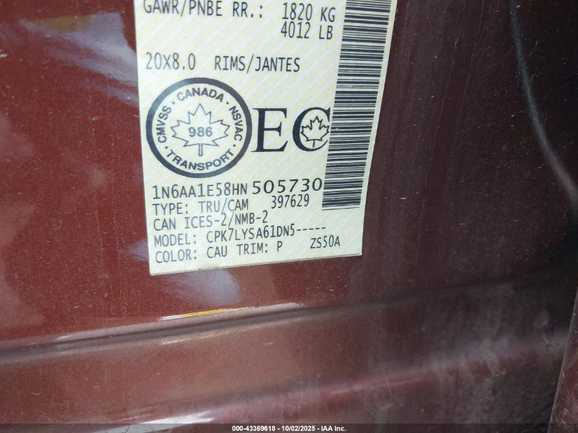 GAWR/PNBE RR.: 1820 KG
4012 LB
20X8.0 RIMS/JANTES
CMVSS · CANADA · NSVAC
986
TRANSPORT
EC
1N6AA1E58HN505730
TYPE: TRU/CAM 397629
CAN ICES-2/NMB-2
MODEL: CPK7LYSA61DN5-----
COLOR: CAU TRIM: P ZS50A
000-43369618 - 10/02/2025 - IAA Inc.